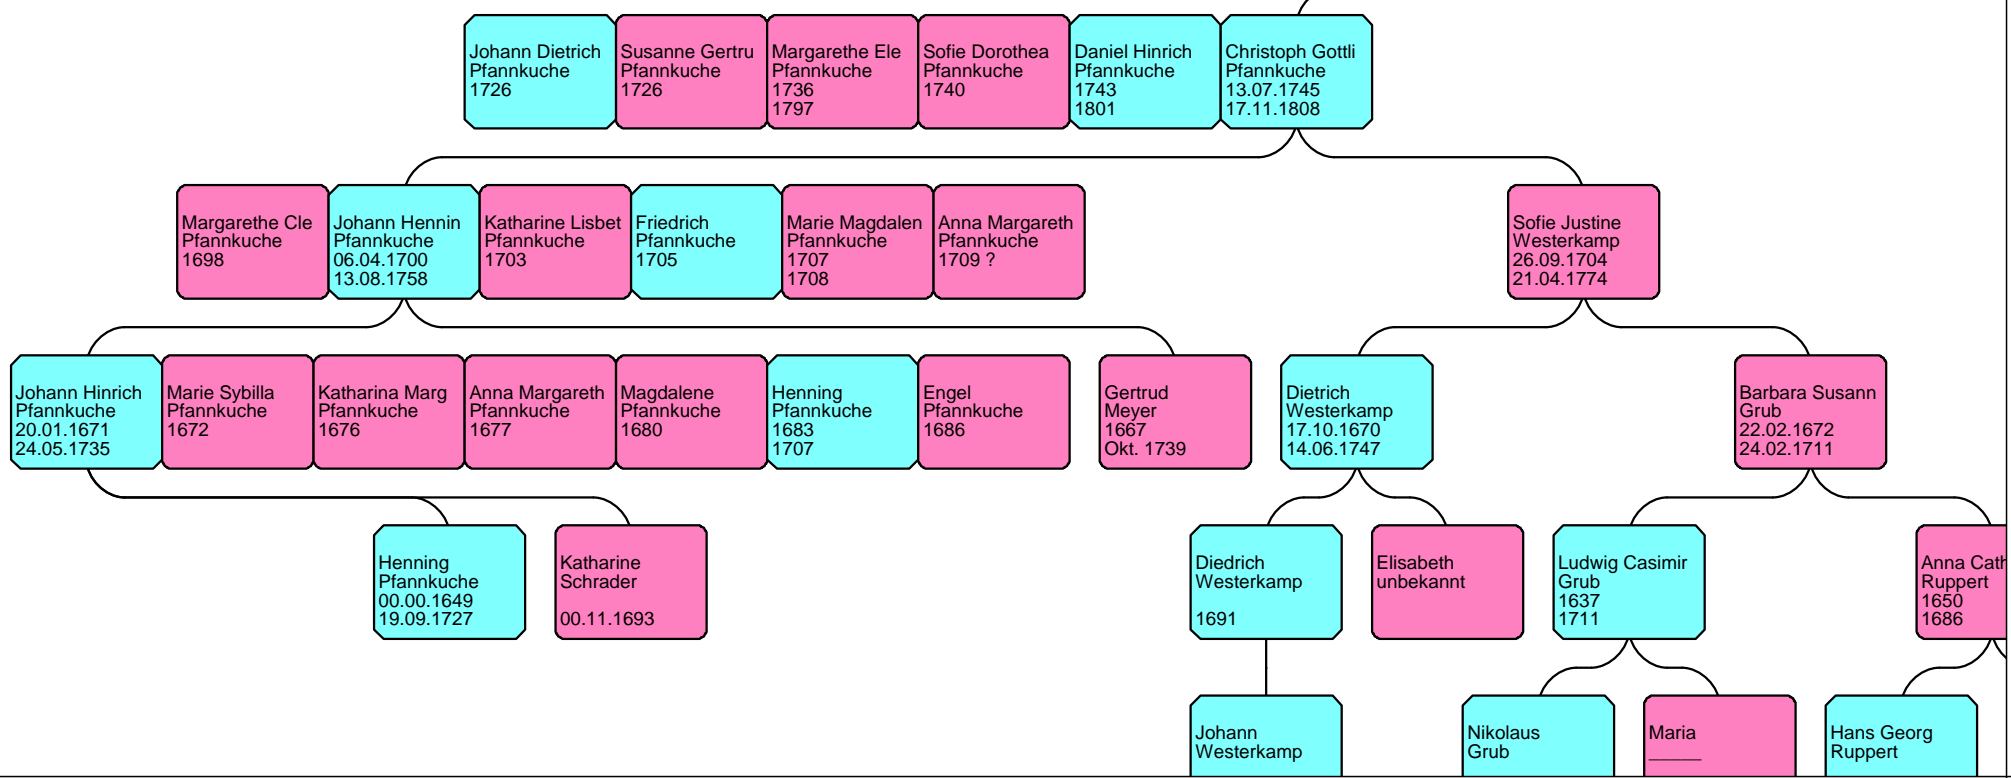 Johann Dietrich
Pfannkuche
1726
Susanne Gertru
Pfannkuche
1726
Margarethe Ele
Pfannkuche
1736
1797
Sofie Dorothea
Pfannkuche
1740
Daniel Hinrich
Pfannkuche
1743
1801
Christoph Gottli
Pfannkuche
13.07.1745
17.11.1808
Margarethe Cle
Pfannkuche
1698
Johann Hennin
Pfannkuche
06.04.1700
13.08.1758
Katharine Lisbet
Pfannkuche
1703
Friedrich
Pfannkuche
1705
Marie Magdalen
Pfannkuche
1707
1708
Anna Margareth
Pfannkuche
1709 ?
Sofie Justine
Westerkamp
26.09.1704
21.04.1774
Johann Hinrich
Pfannkuche
20.01.1671
24.05.1735
Marie Sybilla
Pfannkuche
1672
Katharina Marg
Pfannkuche
1676
Anna Margareth
Pfannkuche
1677
Magdalene
Pfannkuche
1680
Henning
Pfannkuche
1683
1707
Engel
Pfannkuche
1686
Gertrud
Meyer
1667
Okt. 1739
Dietrich
Westerkamp
17.10.1670
14.06.1747
Barbara Susann
Grub
22.02.1672
24.02.1711
Henning
Pfannkuche
00.00.1649
19.09.1727
Katharine
Schrader
00.11.1693
Diedrich
Westerkamp
1691
Elisabeth
unbekannt
Ludwig Casimir
Grub
1637
1711
Anna Cath
Ruppert
1650
1686
Johann
Westerkamp
Nikolaus
Grub
Maria
_____
Hans Georg
Ruppert